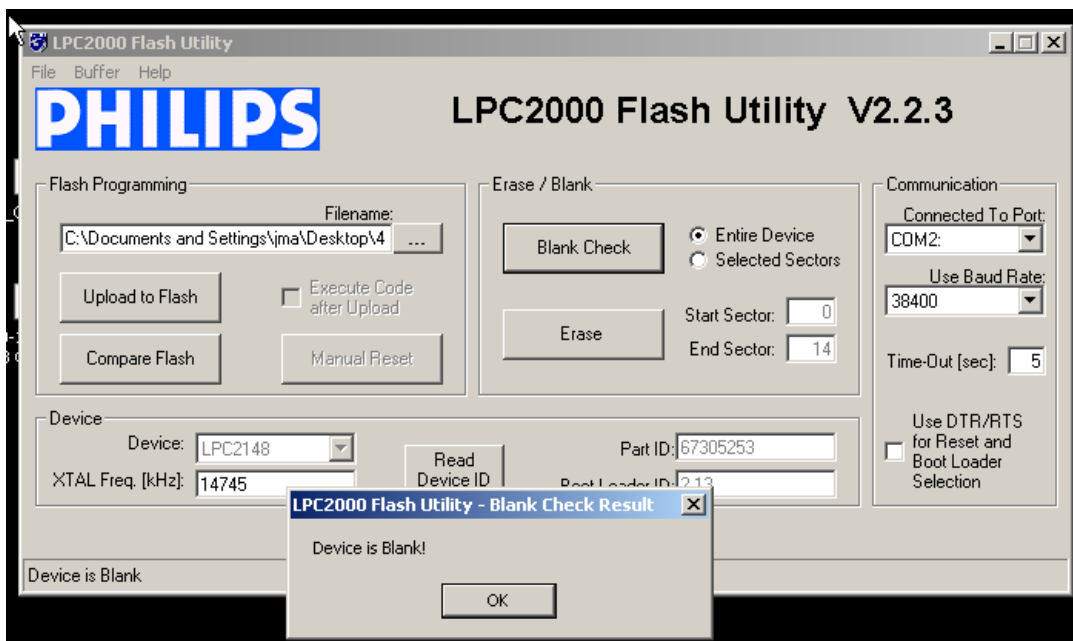 LPC2000 Flash Utility
File Buffer Help
PHILIPS
LPC2000 Flash Utility V2.2.3
Flash Programming
Filename:
C:\Documents and Settings\jma\Desktop\4
...
Upload to Flash
Execute Code
after Upload
Compare Flash
Manual Reset
Erase / Blank
Blank Check
Entire Device
Selected Sectors
Erase
Start Sector: 0
End Sector: 14
Communication
Connected To Port:
COM2:
Use Baud Rate:
38400
Time-Out [sec]: 5
Use DTR/RTS
for Reset and
Boot Loader
Selection
Device
Device: LPC2148
XTAL Freq. [kHz]: 14745
Read
Device ID
Part ID: 67305253
Boot Loader ID: 2.13
LPC2000 Flash Utility - Blank Check Result
Device is Blank!
OK
Device is Blank